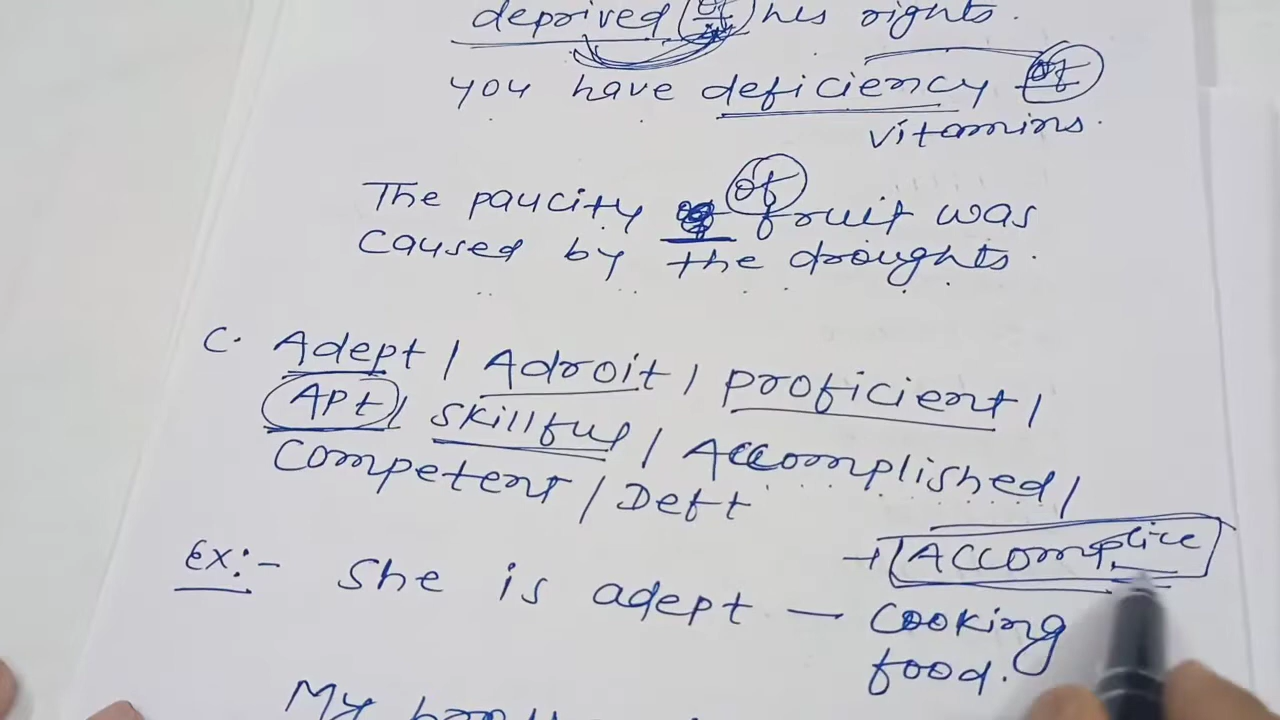 deprived of his rights.
you have deficiency of
vitamins.
The paucity of fruit was
caused by the droughts.
C. Adept / Adroit / proficient /
Apt / skillful / Accomplished /
Competent / Deft
→ Accomplice
Ex:- She is adept — cooking
food.
My